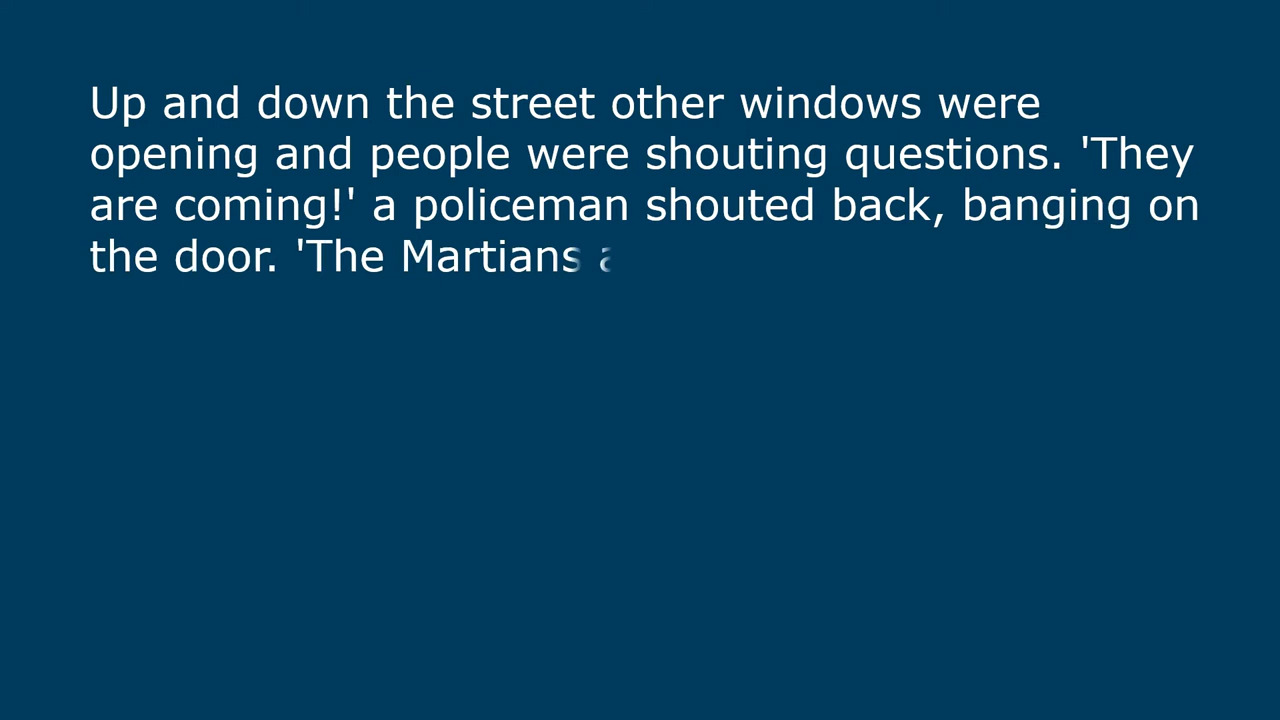 Up and down the street other windows were
opening and people were shouting questions. 'They
are coming!' a policeman shouted back, banging on
the door. 'The Martians